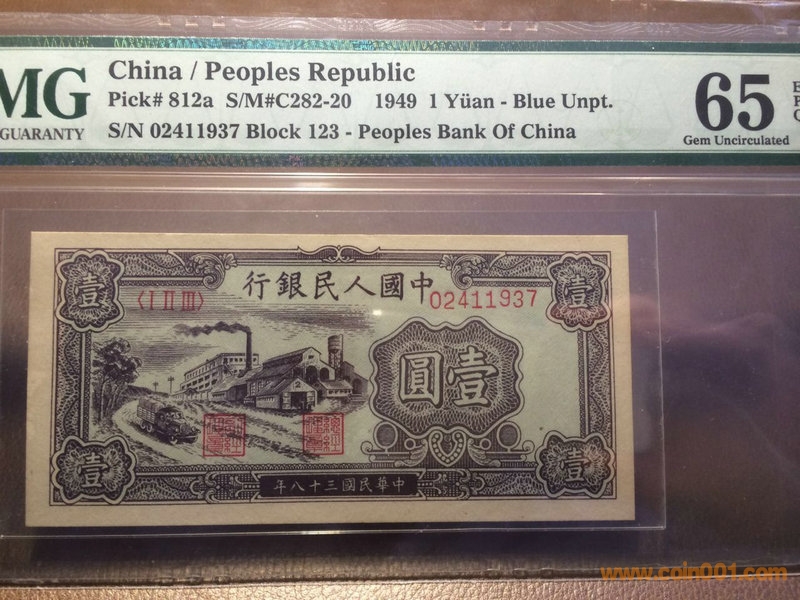 MG
GUARANTY
China / Peoples Republic
Pick# 812a S/M#C282-20 1949 1 Yüan - Blue Unpt.
S/N 02411937 Block 123 - Peoples Bank Of China
65
Gem Uncirculated
E
P
Q
行銀民人國中
〈I II III〉
02411937
壹
壹
圓壹
壹
壹
年八十三國民華中
www.coin001.com